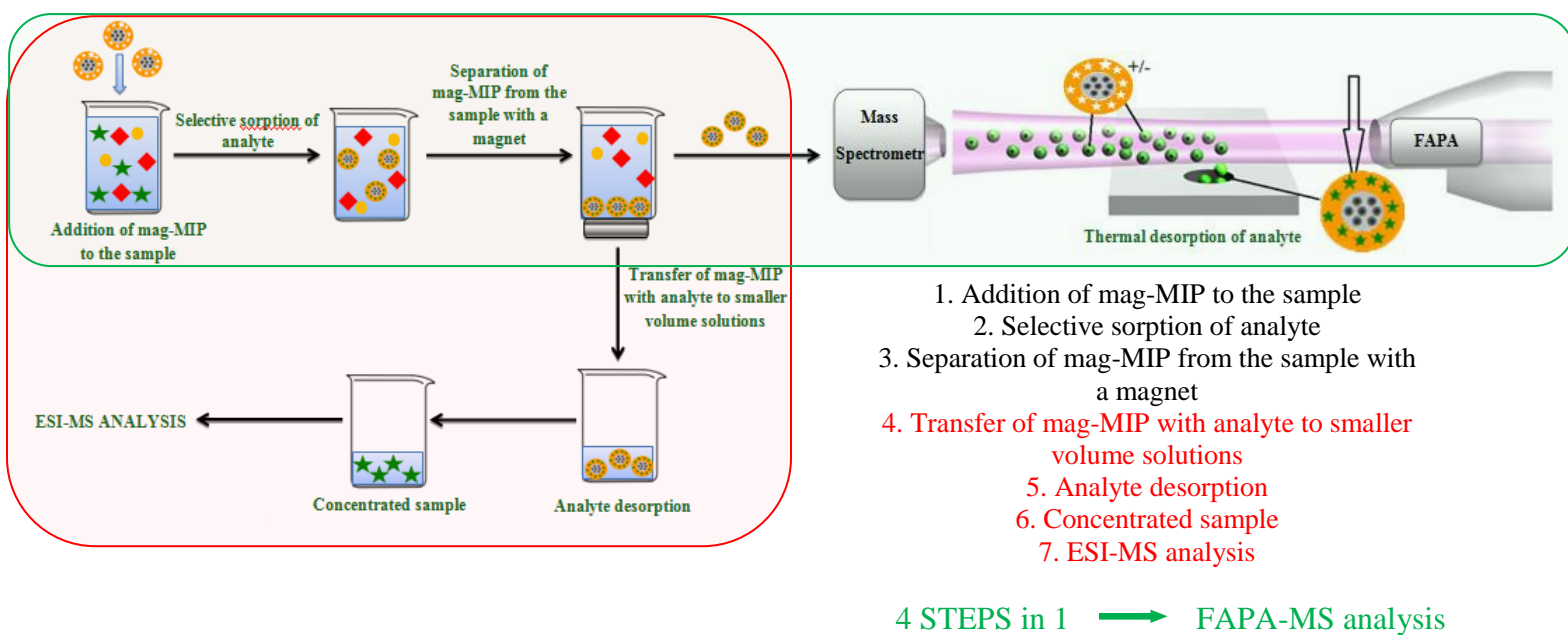 Addition of mag-MIP
to the sample
Selective sorption of
analyte
Separation of
mag-MIP from the
sample with a
magnet
Mass
Spectrometr
+/-
FAPA
Thermal desorption of analyte
Transfer of mag-MIP
with analyte to smaller
volume solutions
Analyte desorption
Concentrated sample
ESI-MS ANALYSIS
1. Addition of mag-MIP to the sample
2. Selective sorption of analyte
3. Separation of mag-MIP from the sample with
a magnet
4. Transfer of mag-MIP with analyte to smaller
volume solutions
5. Analyte desorption
6. Concentrated sample
7. ESI-MS analysis
4 STEPS in 1 FAPA-MS analysis